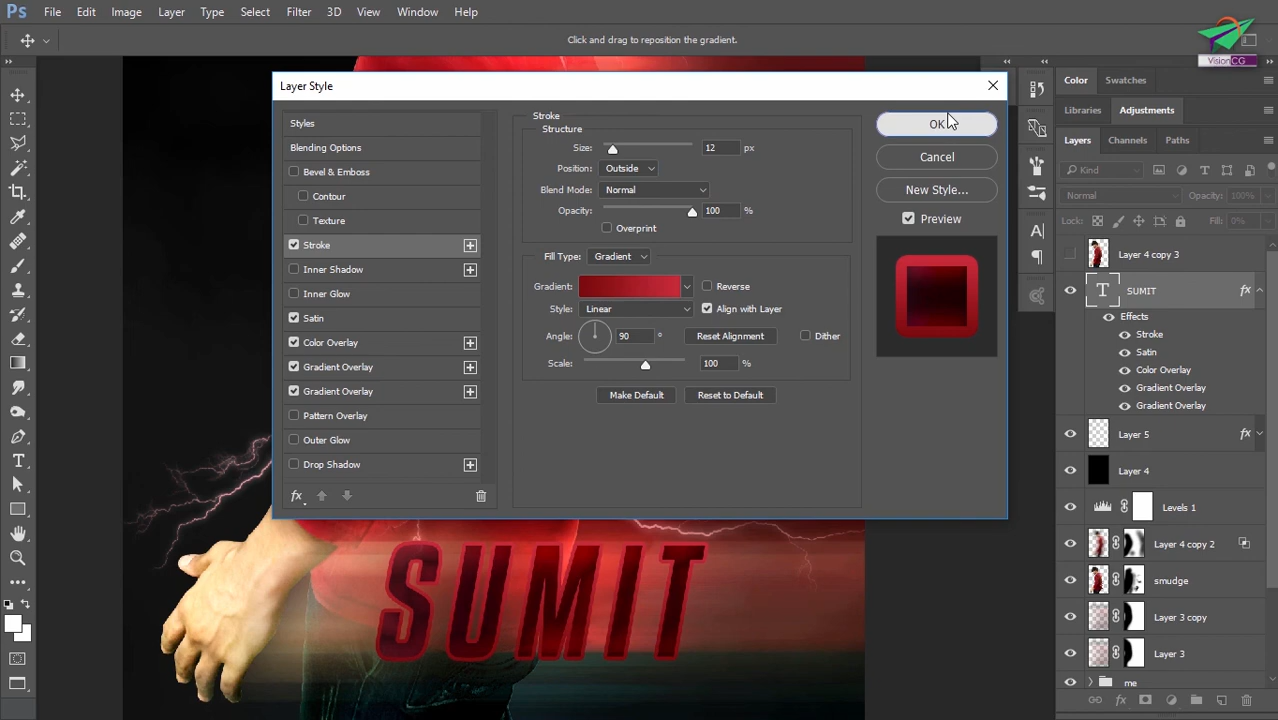 Ps File Edit Image Layer Type Select Filter 3D View Window Help
Click and drag to reposition the gradient.
VisionCG
Layer Style
Styles
Blending Options
Bevel & Emboss
Contour
Texture
Stroke
Inner Shadow
Inner Glow
Satin
Color Overlay
Gradient Overlay
Gradient Overlay
Pattern Overlay
Outer Glow
Drop Shadow
fx
Stroke
Structure
Size: 12 px
Position: Outside
Blend Mode: Normal
Opacity: 100 %
Overprint
Fill Type: Gradient
Gradient: Reverse
Style: Linear Align with Layer
Angle: 90 ° Reset Alignment Dither
Scale: 100 %
Make Default Reset to Default
OK
Cancel
New Style...
Preview
Color Swatches
Libraries Adjustments
Layers Channels Paths
Kind
Normal Opacity: 100%
Lock: Fill: 0%
Layer 4 copy 3
T SUMIT fx
Effects
Stroke
Satin
Color Overlay
Gradient Overlay
Gradient Overlay
Layer 5 fx
Layer 4
Levels 1
Layer 4 copy 2
smudge
Layer 3 copy
Layer 3
me
fx
SUMIT